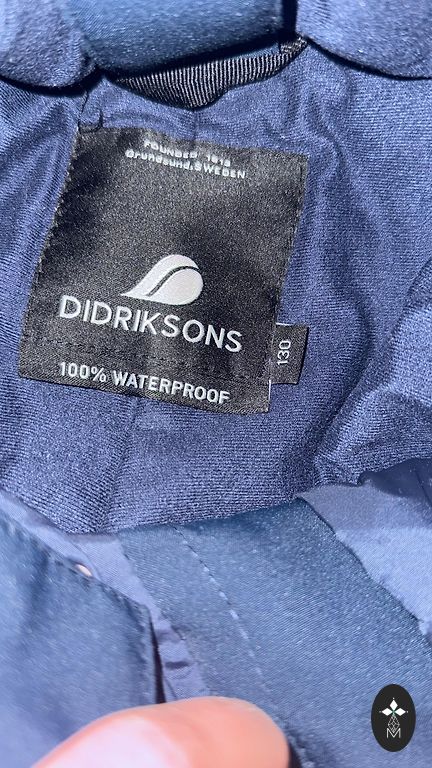 FOUNDED 1913
Grundsund.SWEDEN
DIDRIKSONS
100% WATERPROOF
130
M